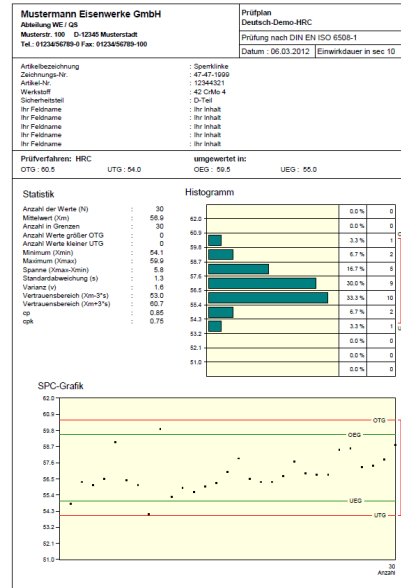 Mustermann Eisenwerke GmbH
Abteilung WE / QS
Musterstr. 100 D-12345 Musterstadt
Tel.: 01234/56789-0 Fax: 01234/56789-100
Prüfplan
Deutsch-Demo-HRC
Prüfung nach DIN EN ISO 6508-1
Datum : 06.03.2012 Einwirkdauer in sec 10
Artikelbezeichnung : Sperrklinke
Zeichnungs-Nr. : 47-47-1999
Artikel-Nr. : 12344321
Werkstoff : 42 CrMo 4
Sicherheitsteil : D-Teil
Ihr Feldname : Ihr Inhalt
Ihr Feldname : Ihr Inhalt
Ihr Feldname : Ihr Inhalt
Ihr Feldname : Ihr Inhalt
Ihr Feldname : Ihr Inhalt
Prüfverfahren: HRC umgewertet in:
OTG : 60.5 UTG : 54.0 OEG : 59.5 UEG : 55.0
Statistik
Anzahl der Werte (N) : 30
Mittelwert (Xm) : 56.9
Anzahl in Grenzen : 30
Anzahl Werte größer OTG : 0
Anzahl Werte kleiner UTG : 0
Minimum (Xmin) : 54.1
Maximum (Xmax) : 59.9
Spanne (Xmax-Xmin) : 5.8
Standardabweichung (s) : 1.3
Varianz (v) : 1.6
Vertrauensbereich (Xm-3*s) : 53.0
Vertrauensbereich (Xm+3*s) : 60.7
cp : 0.85
cpk : 0.75
Histogramm
62.0
60.9
59.8
58.7
57.6
56.5
55.4
54.3
53.2
52.1
51.0
0.0 % 0
0.0 % 0
3.3 % 1
6.7 % 2
16.7 % 5
30.0 % 9
33.3 % 10
6.7 % 2
3.3 % 1
0.0 % 0
0.0 % 0
0.0 % 0
SPC-Grafik
62.0
60.9
59.8
58.7
57.6
56.5
55.4
54.3
53.2
52.1
51.0
OTG
OEG
UEG
UTG
30
Anzahl